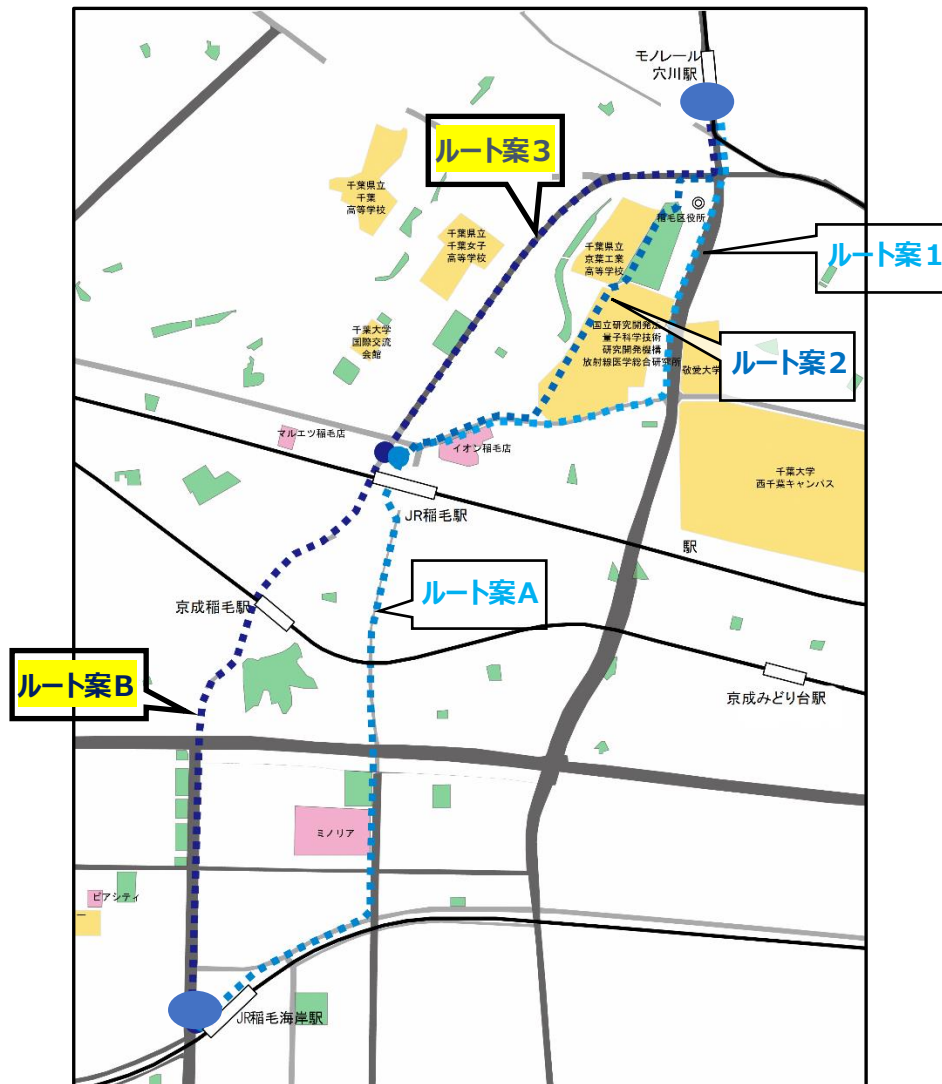 モノレール
穴川駅
ルート案3
千葉県立
千葉
高等学校
稲毛区役所
千葉県立
千葉女子
高等学校
千葉県立
京葉工業
高等学校
ルート案1
千葉大学
国際交流
会館
国立研究開発法
量子科学技術
研究開発機構
放射線医学総合研究所
敬愛大学
ルート案2
マルエツ稲毛店
イオン稲毛店
千葉大学
西千葉キャンパス
JR稲毛駅
駅
ルート案A
京成稲毛駅
ルート案B
京成みどり台駅
ミノリア
ピアシティ
JR稲毛海岸駅